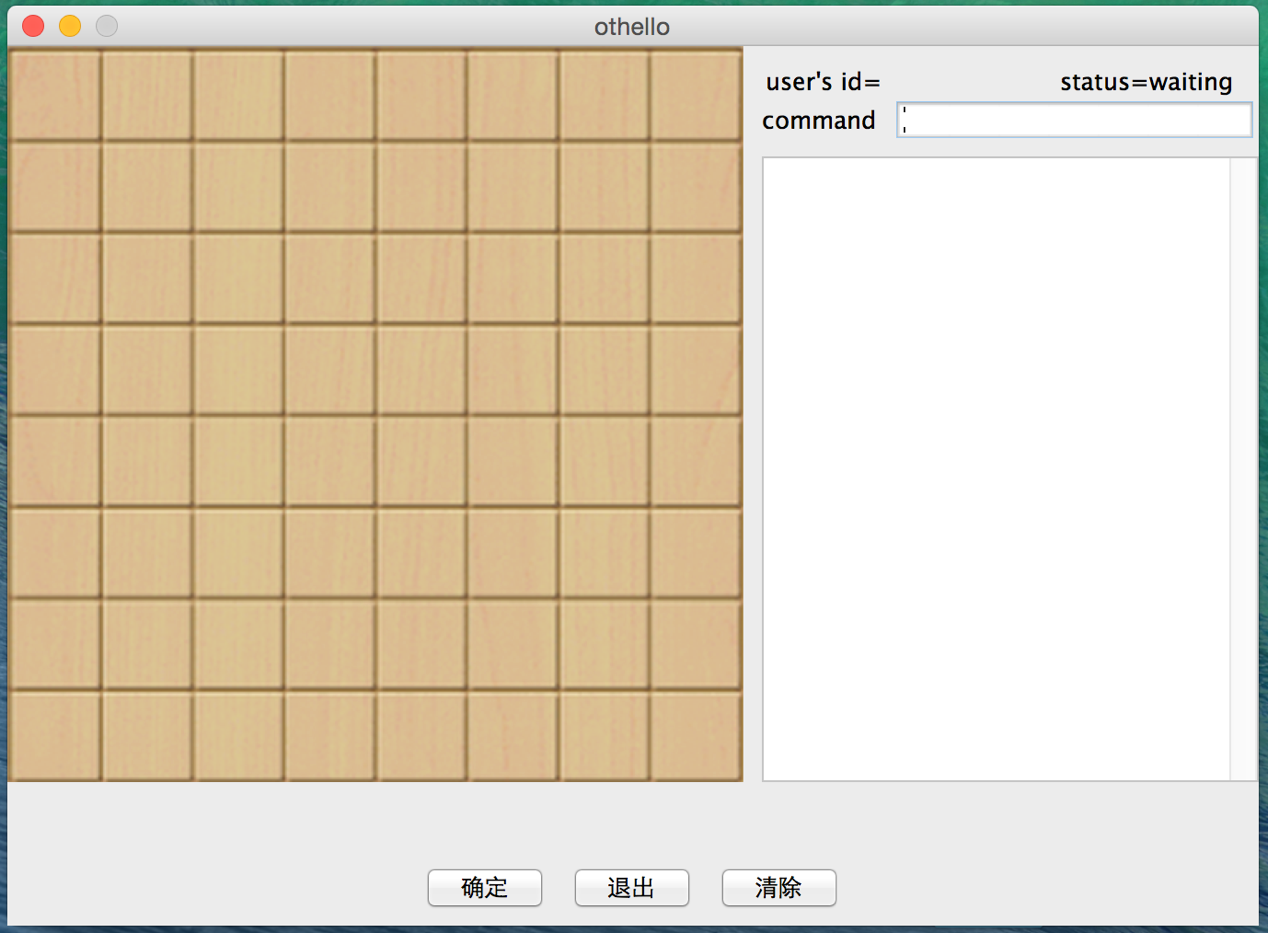 othello
user's id= status=waiting
command
确定 退出 清除